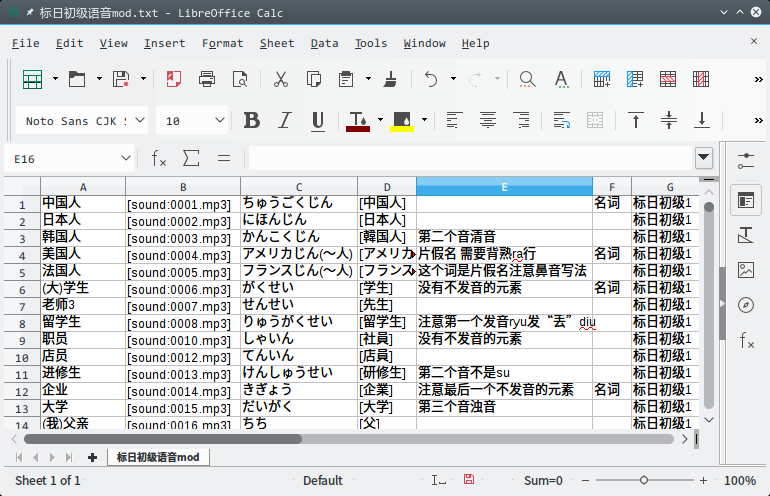 标日初级语音mod.txt - LibreOffice Calc
File Edit View Insert Format Sheet Data Tools Window Help
Noto Sans CJK 10 B I U
E16
A B C D E F G
1 中国人 [sound:0001.mp3] ちゅうごくじん [中国人] 名词 标日初级1
2 日本人 [sound:0002.mp3] にほんじん [日本人] 标日初级1
3 韩国人 [sound:0003.mp3] かんこくじん [韓国人] 第二个音清音 标日初级1
4 美国人 [sound:0004.mp3] アメリカじん(〜人) [アメリカ 片假名 需要背熟ra行 名词 标日初级1
5 法国人 [sound:0005.mp3] フランスじん(〜人) [フランス 这个词是片假名注意鼻音写法 标日初级1
6 (大)学生 [sound:0006.mp3] がくせい [学生] 没有不发音的元素 名词 标日初级1
7 老师3 [sound:0007.mp3] せんせい [先生] 标日初级1
8 留学生 [sound:0008.mp3] りゅうがくせい [留学生] 注意第一个发音ryu发“丢”diu 标日初级1
9 职员 [sound:0010.mp3] しゃいん [社員] 没有不发音的元素 标日初级1
10 店员 [sound:0012.mp3] てんいん [店員] 标日初级1
11 进修生 [sound:0013.mp3] けんしゅうせい [研修生] 第二个音不是su 标日初级1
12 企业 [sound:0014.mp3] きぎょう [企業] 注意最后一个不发音的元素 名词 标日初级1
13 大学 [sound:0015.mp3] だいがく [大学] 第三个音浊音 标日初级1
14 (我)父亲 [sound:0016.mp3] ちち [父] 标日初级1
标日初级语音mod
Sheet 1 of 1 Default Sum=0 100%